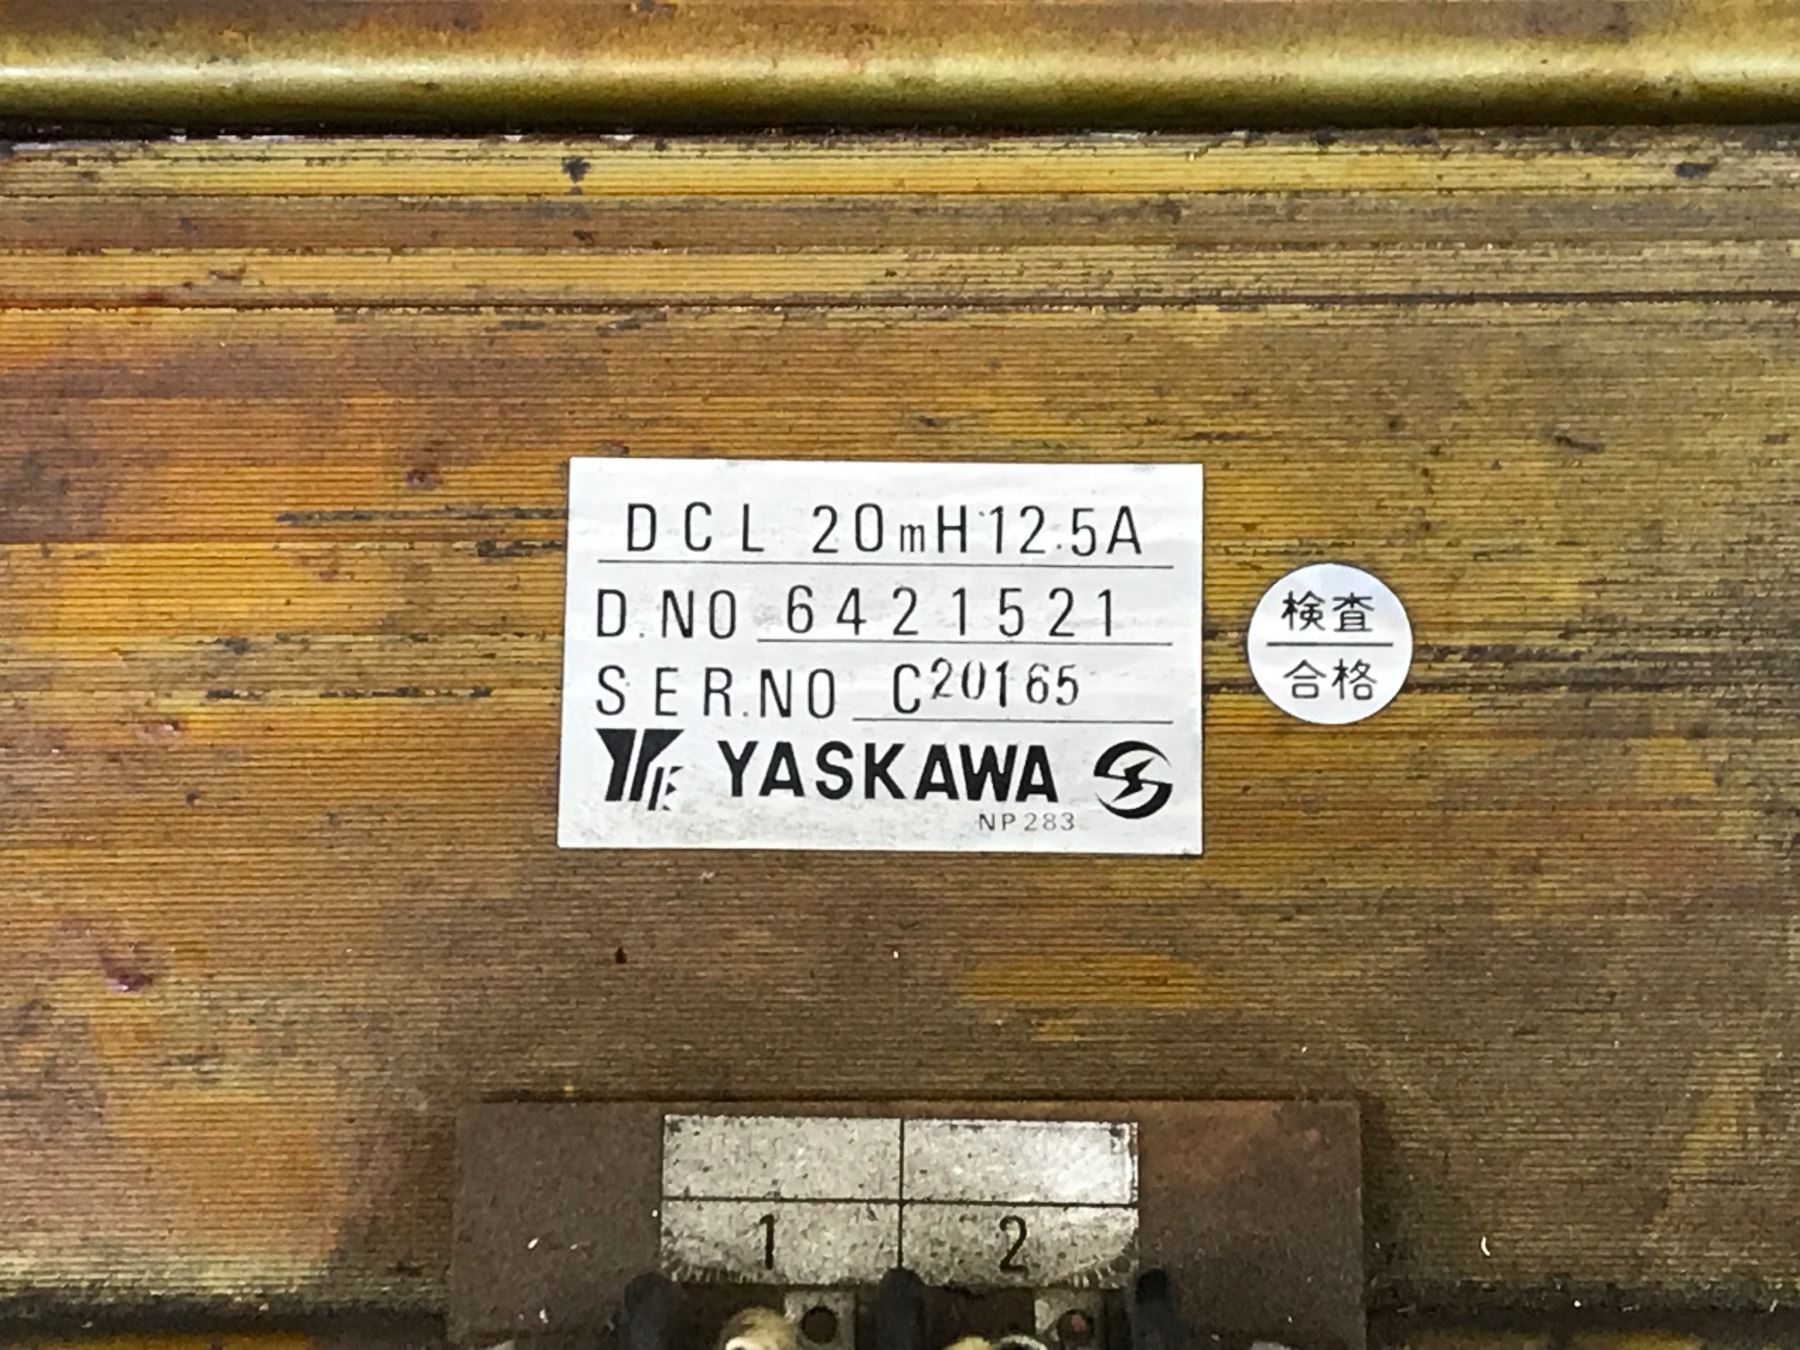 DCL 20mH 12.5A
D.NO 6421521
SER.NO C20165
YASKAWA
NP283
検査
合格
1 2